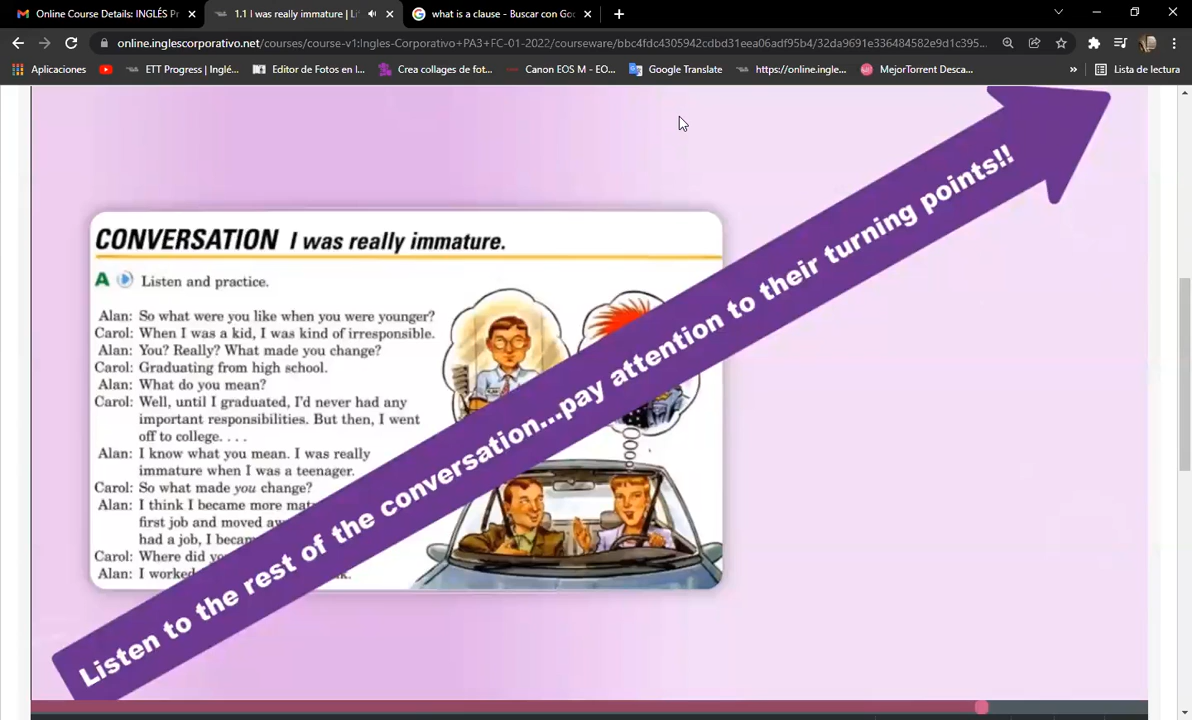 Online Course Details: INGLÉS Pr
1.1 I was really immature | Li
what is a clause - Buscar con Goo
online.inglescorporativo.net/courses/course-v1:Ingles-Corporativo+PA3+FC-01-2022/courseware/bbc4fdc4305942cdbd31eea06adf95b4/32da9691e336484582e9d1c395...
Aplicaciones
ETT Progress | Inglé...
Editor de Fotos en l...
Crea collages de fot...
Canon EOS M - EO...
Google Translate
https://online.ingle...
MejorTorrent Desca...
»
Lista de lectura
CONVERSATION I was really immature.
A Listen and practice.
Alan: So what were you like when you were younger?
Carol: When I was a kid, I was kind of irresponsible.
Alan: You? Really? What made you change?
Carol: Graduating from high school.
Alan: What do you mean?
Carol: Well, until I graduated, I'd never had any
important responsibilities. But then, I went
off to college. . . .
Alan: I know what you mean. I was really
immature when I was a teenager.
Carol: So what made you change?
Alan: I think I became more
first job and moved
had a job, I
Carol: Where did
Alan: I worked
Listen to the rest of the conversation...pay attention to their turning points!!